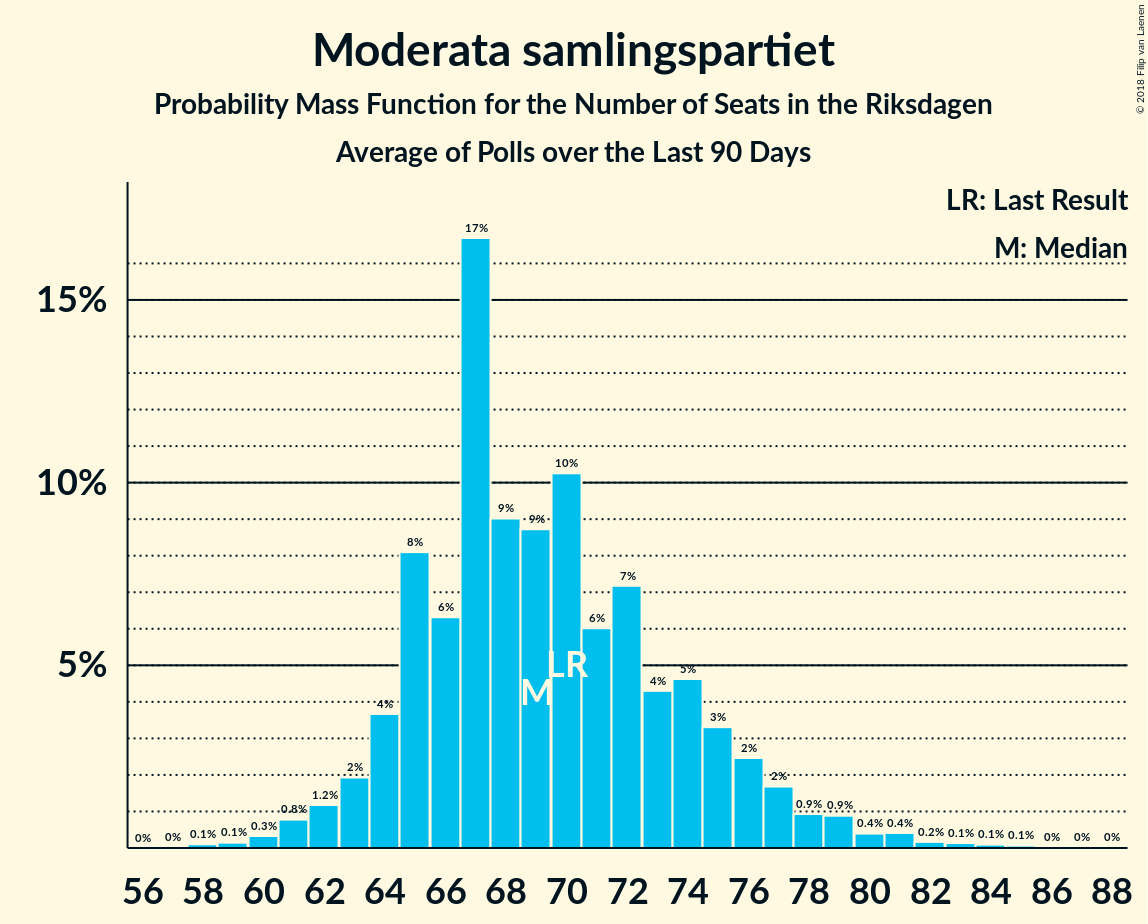 Moderata samlingspartiet
Probability Mass Function for the Number of Seats in the Riksdagen
Average of Polls over the Last 90 Days
© 2018 Filip van Laenen
LR: Last Result
M: Median
15%
10%
5%
0% 0% 0.1% 0.1% 0.3% 0.8% 1.2% 2% 4% 8% 6% 17% 9% 9% 10% 6% 7% 4% 5% 3% 2% 2% 0.9% 0.9% 0.4% 0.4% 0.2% 0.1% 0.1% 0.1% 0% 0% 0%
LR
M
56 58 60 62 64 66 68 70 72 74 76 78 80 82 84 86 88